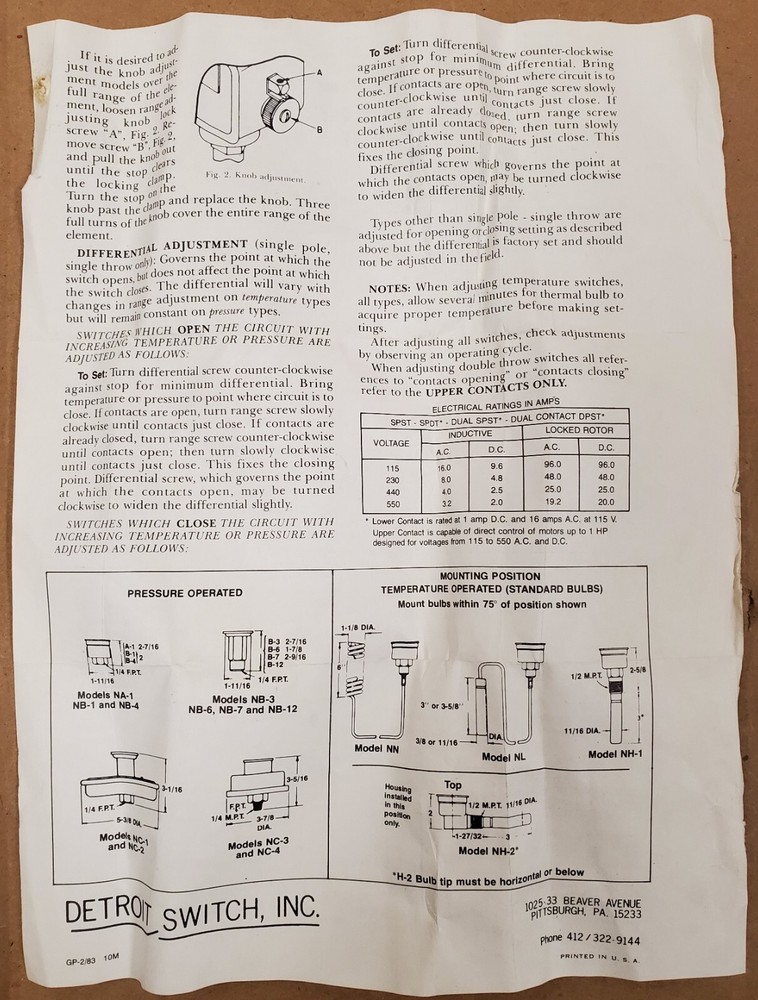 If it is desired to ad-
just the knob adjust-
ment models over the
full range of the ele-
ment, loosen range ad-
justing knob lock
screw "A", Fig. 2. Re-
move screw "B", Fig. 2,
and pull the knob out
until the stop clears
the locking clamp.
Turn the stop on the
knob past the clamp and replace the knob. Three
full turns of the knob cover the entire range of the
element.
A
B
Fig. 2. Knob adjustment.
DIFFERENTIAL ADJUSTMENT (single pole,
single throw only): Governs the point at which the
switch opens, but does not affect the point at which
the switch closes. The differential will vary with
changes in range adjustment on temperature types
but will remain constant on pressure types.
SWITCHES WHICH OPEN THE CIRCUIT WITH
INCREASING TEMPERATURE OR PRESSURE ARE
ADJUSTED AS FOLLOWS:
To Set: Turn differential screw counter-clockwise
against stop for minimum differential. Bring
temperature or pressure to point where circuit is to
close. If contacts are open, turn range screw slowly
clockwise until contacts just close. If contacts are
already closed, turn range screw counter-clockwise
until contacts open; then turn slowly clockwise
until contacts just close. This fixes the closing
point. Differential screw, which governs the point
at which the contacts open, may be turned
clockwise to widen the differential slightly.
SWITCHES WHICH CLOSE THE CIRCUIT WITH
INCREASING TEMPERATURE OR PRESSURE ARE
ADJUSTED AS FOLLOWS:
To Set: Turn differential screw counter-clockwise
against stop for minimum differential. Bring
temperature or pressure to point where circuit is to
close. If contacts are open, turn range screw slowly
counter-clockwise until contacts just close. If
contacts are already closed, turn range screw
clockwise until contacts open; then turn slowly
counter-clockwise until contacts just close. This
fixes the closing point.
Differential screw which governs the point at
which the contacts open, may be turned clockwise
to widen the differential slightly.
Types other than single pole - single throw are
adjusted for opening or closing setting as described
above but the differential is factory set and should
not be adjusted in the field.
NOTES: When adjusting temperature switches,
all types, allow several minutes for thermal bulb to
acquire proper temperature before making set-
tings.
After adjusting all switches, check adjustments
by observing an operating cycle.
When adjusting double throw switches all refer-
ences to "contacts opening" or "contacts closing"
refer to the UPPER CONTACTS ONLY.
ELECTRICAL RATINGS IN AMPS
SPST - SPDT* - DUAL SPST* - DUAL CONTACT DPST*
VOLTAGE INDUCTIVE LOCKED ROTOR
A.C. D.C. A.C. D.C.
115 16.0 9.6 96.0 96.0
230 8.0 4.8 48.0 48.0
440 4.0 2.5 25.0 25.0
550 3.2 2.0 19.2 20.0
* Lower Contact is rated at 1 amp D.C. and 16 amps A.C. at 115 V.
Upper Contact is capable of direct control of motors up to 1 HP
designed for voltages from 115 to 550 A.C. and D.C.
PRESSURE OPERATED
A-1 2-7/16
B-1
B-4 2
1/4 F.P.T.
1-11/16
Models NA-1
NB-1 and NB-4
B-3 2-7/16
B-6 1-7/8
B-7 2-9/16
B-12
1/4 F.P.T.
1-11/16
Models NB-3
NB-6, NB-7 and NB-12
3-1/16
1/4 F.P.T.
5-3/8 DIA.
Models NC-1
and NC-2
3-5/16
F.P.T.
1/4 M.P.T.
3-7/8
DIA.
Models NC-3
and NC-4
MOUNTING POSITION
TEMPERATURE OPERATED (STANDARD BULBS)
Mount bulbs within 75° of position shown
1-1/8 DIA.
6"
Model NN
3" or 3-5/8"
3/8 or 11/16
DIA.
Model NL
1/2 M.P.T.
2-5/8
3"
11/16 DIA.
Model NH-1
Housing
installed
in this
position
only.
Top
2
1/2 M.P.T. 11/16 DIA.
1-27/32 3
Model NH-2*
*H-2 Bulb tip must be horizontal or below
DETROIT SWITCH, INC.
1025-33 BEAVER AVENUE
PITTSBURGH, PA. 15233
Phone 412/322-9144
GP-2/83 10M
PRINTED IN U. S. A.